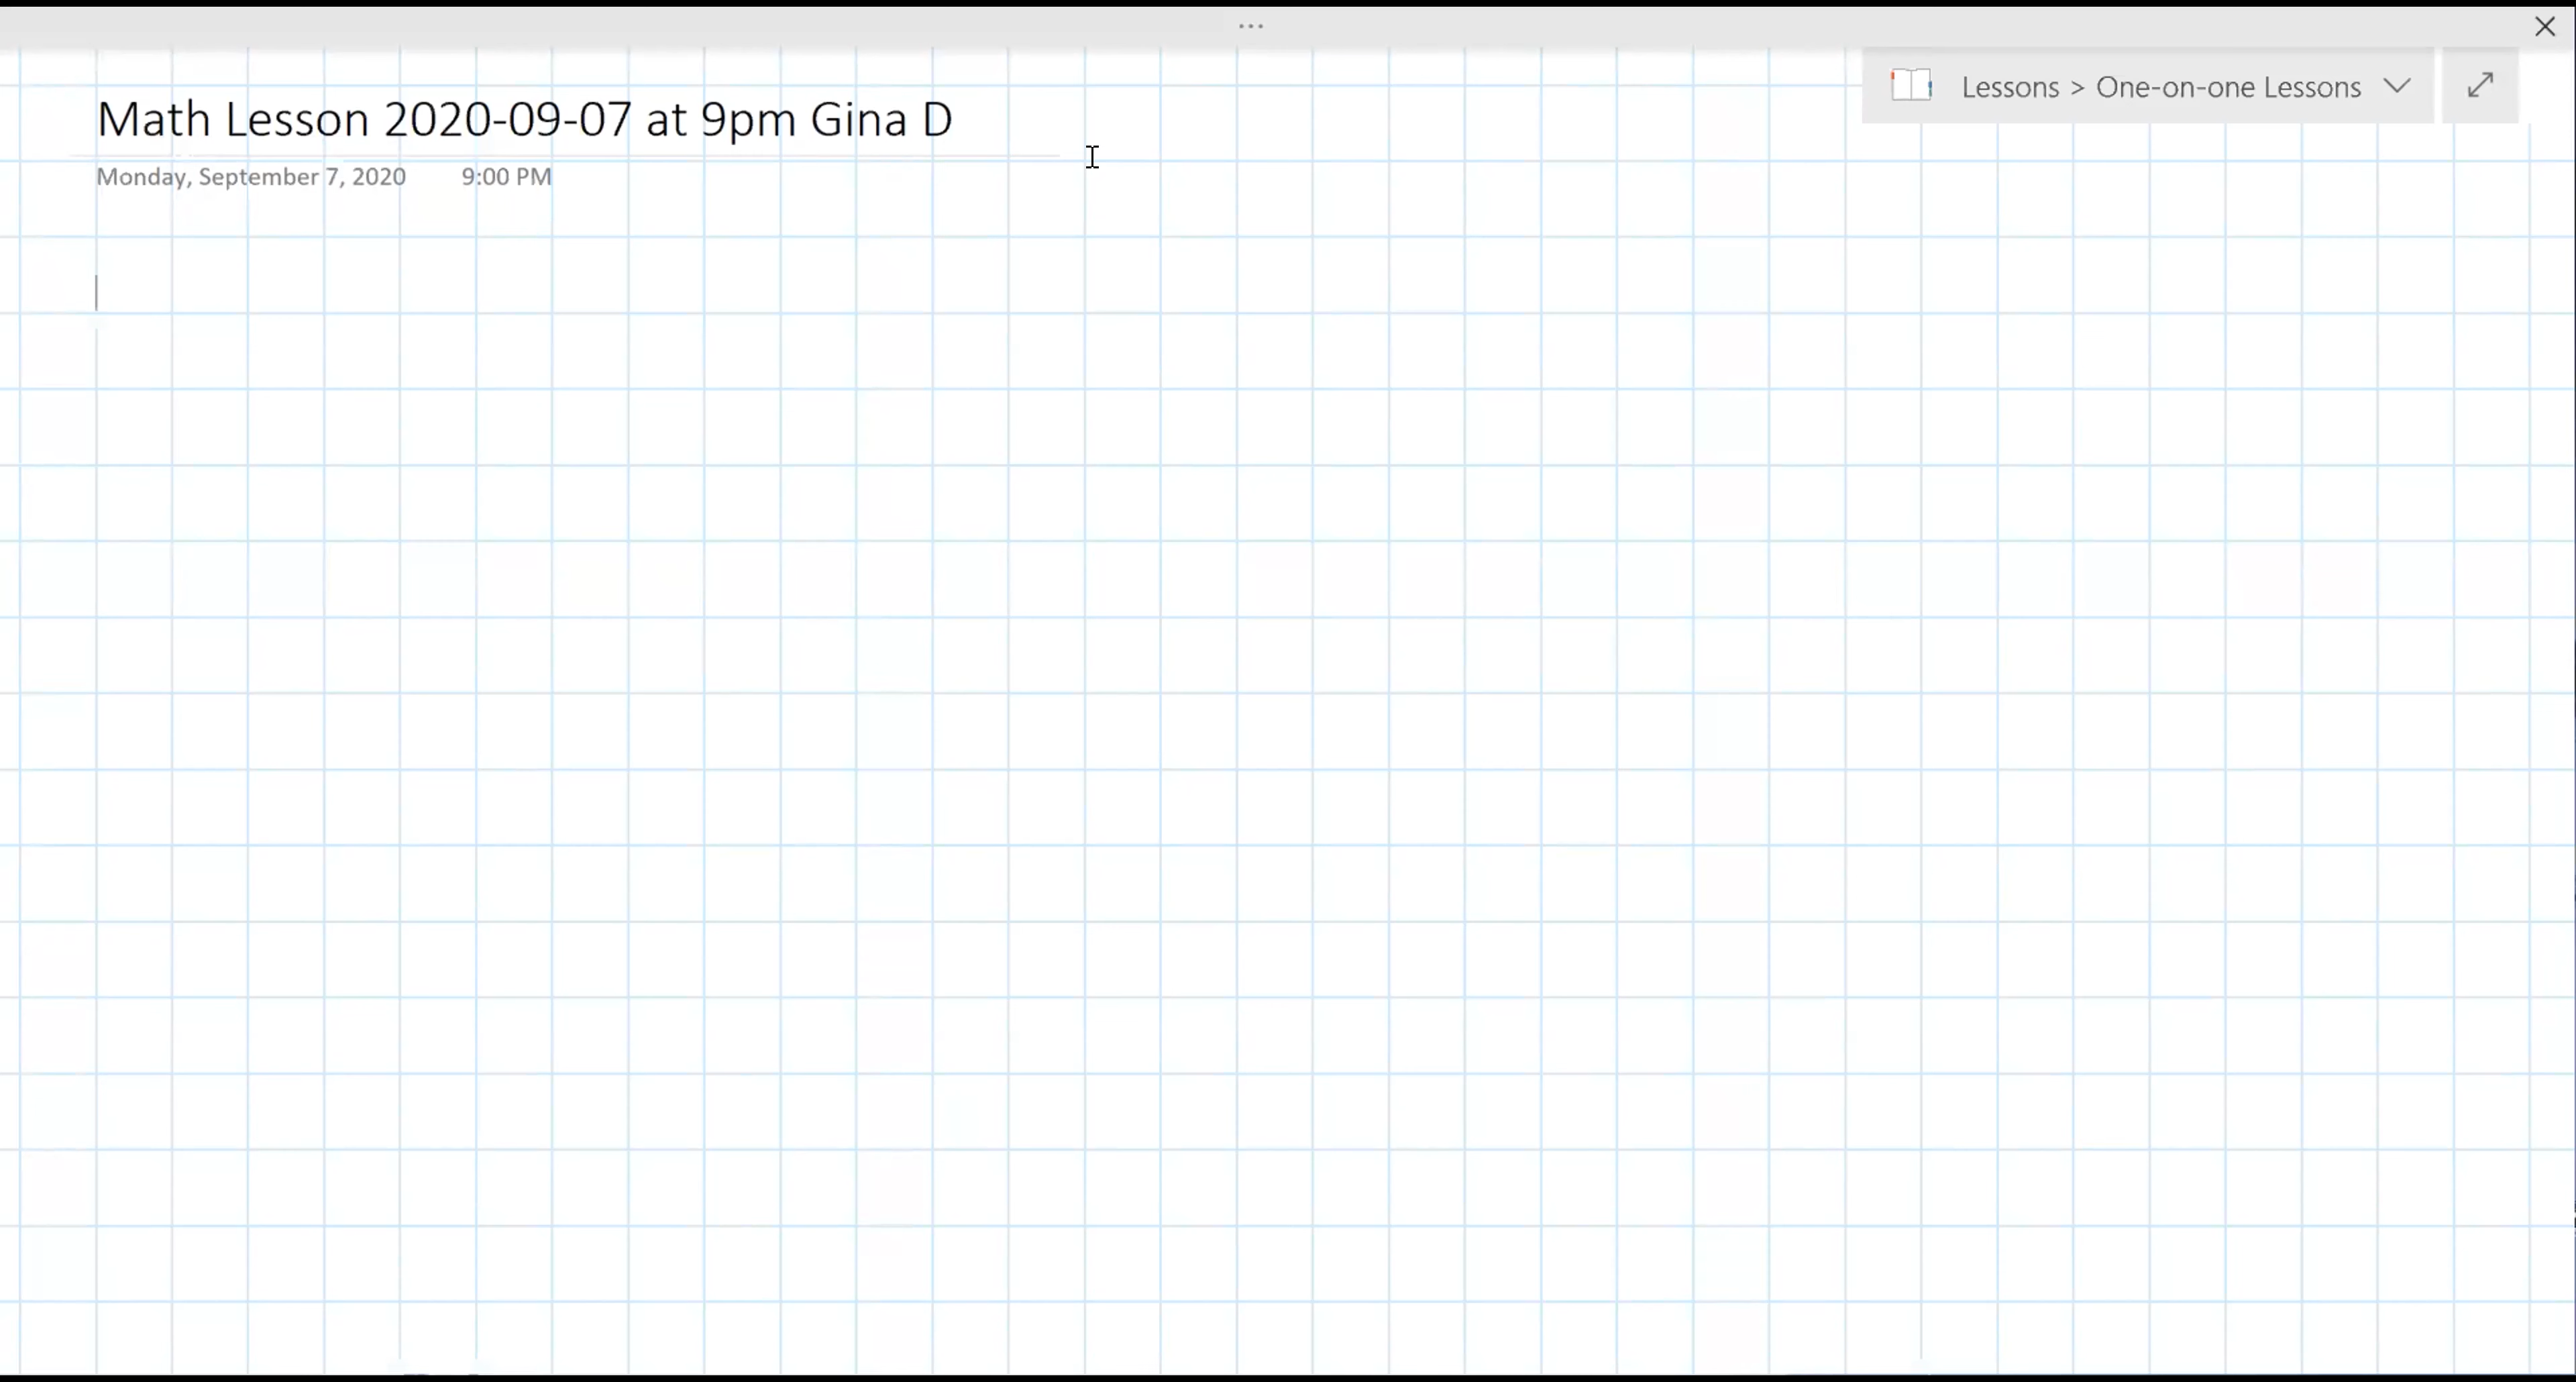 Math Lesson 2020-09-07 at 9pm Gina D
Monday, September 7, 2020 9:00 PM
Lessons > One-on-one Lessons